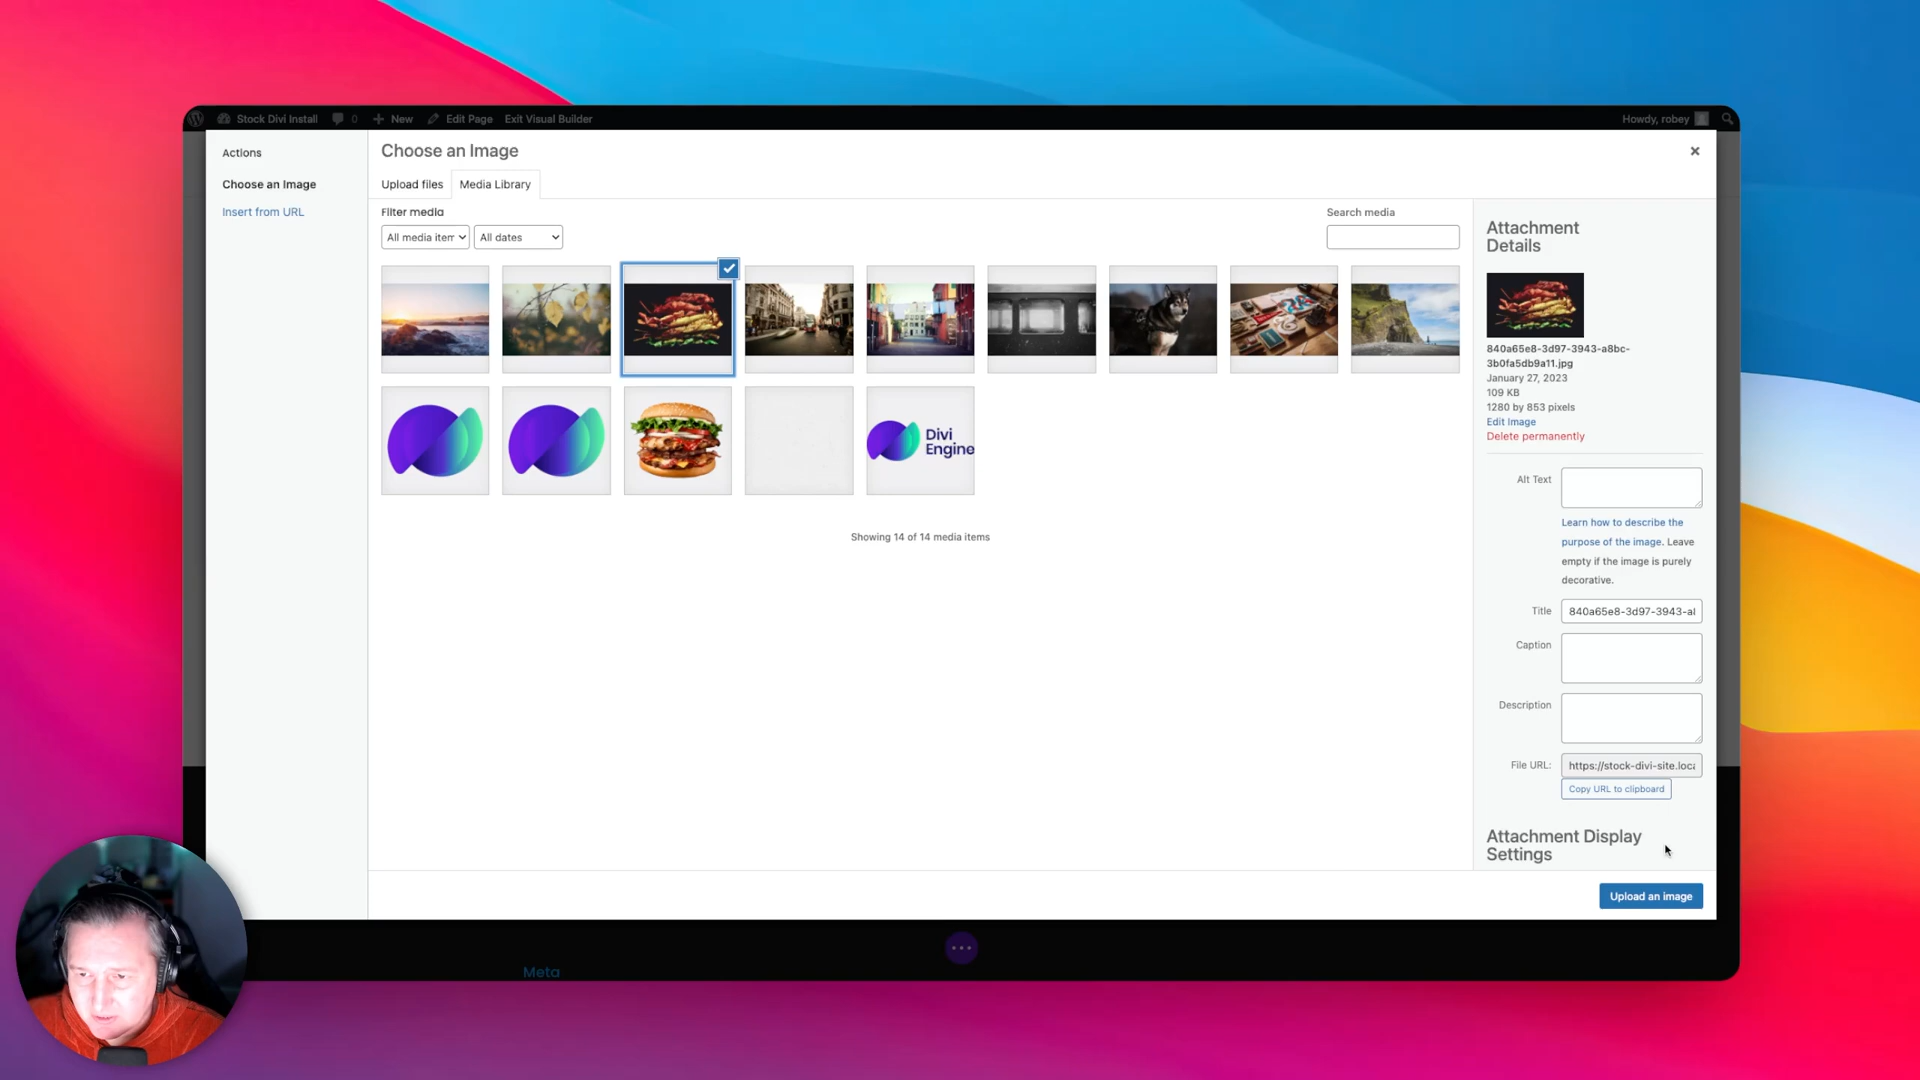 Stock Divi Install
0
New
Edit Page
Exit Visual Builder
Howdy, robey
Actions
Choose an Image
Insert from URL
Choose an Image
Upload files
Media Library
Filter media
All media item
All dates
Search media
Divi
Engine
Showing 14 of 14 media items
Attachment
Details
840a65e8-3d97-3943-a8bc-
3b0fa5db9a11.jpg
January 27, 2023
109 KB
1280 by 853 pixels
Edit Image
Delete permanently
Alt Text
Learn how to describe the
purpose of the image. Leave
empty if the image is purely
decorative.
Title
840a65e8-3d97-3943-a
Caption
Description
File URL:
https://stock-divi-site.loca
Copy URL to clipboard
Attachment Display
Settings
Upload an image
Meta